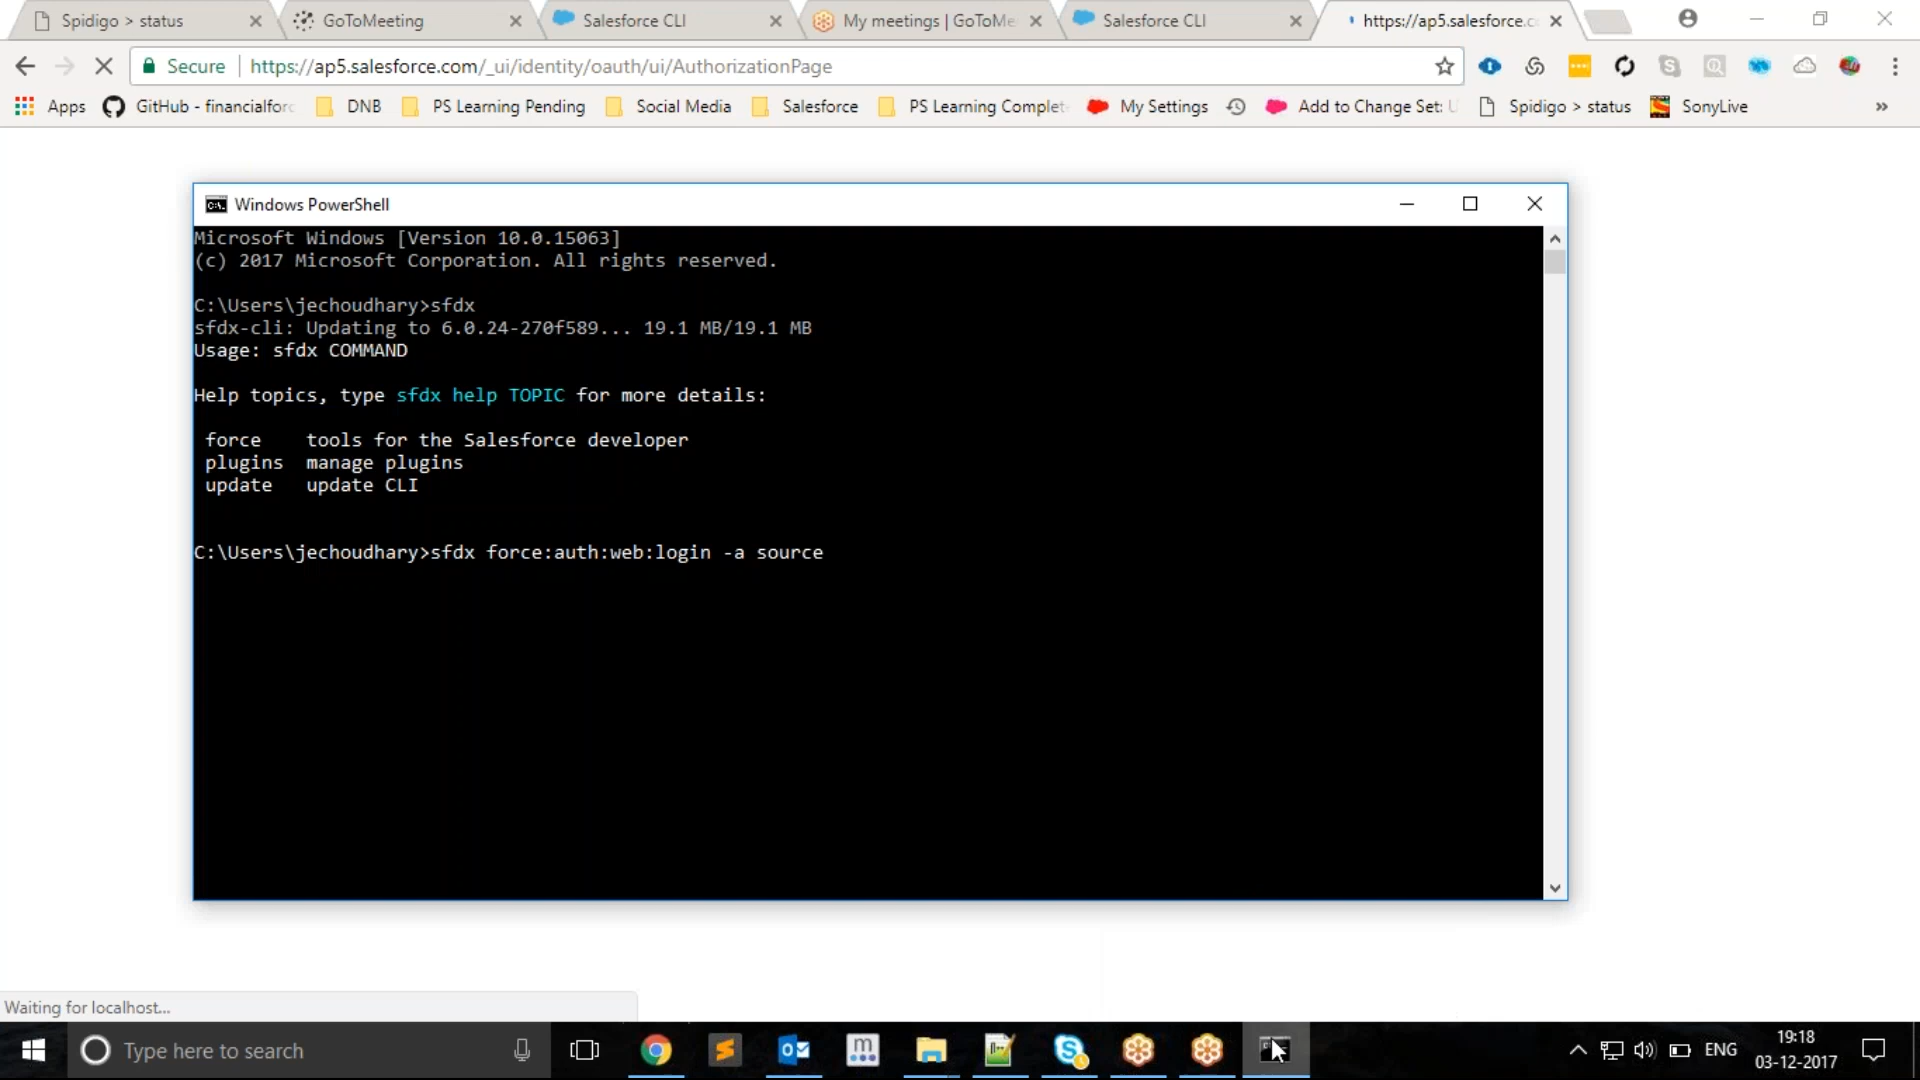 Spidigo > status
GoToMeeting
Salesforce CLI
My meetings | GoToMe
Salesforce CLI
https://ap5.salesforce.c
Secure
https://ap5.salesforce.com/_ui/identity/oauth/ui/AuthorizationPage
Apps
GitHub - financialforc
DNB
PS Learning Pending
Social Media
Salesforce
PS Learning Complet
My Settings
Add to Change Set: U
Spidigo > status
SonyLive
»
Windows PowerShell
Microsoft Windows [Version 10.0.15063]
(c) 2017 Microsoft Corporation. All rights reserved.
C:\Users\jechoudhary>sfdx
sfdx-cli: Updating to 6.0.24-270f589... 19.1 MB/19.1 MB
Usage: sfdx COMMAND
Help topics, type sfdx help TOPIC for more details:
force tools for the Salesforce developer
plugins manage plugins
update update CLI
C:\Users\jechoudhary>sfdx force:auth:web:login -a source
Waiting for localhost...
Type here to search
ENG
19:18
03-12-2017